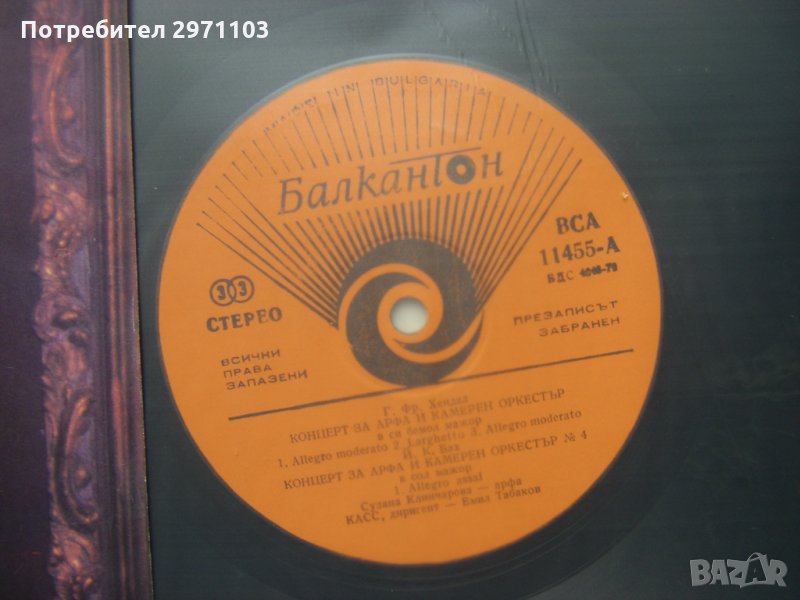 Потребител 2971103
MADE IN BULGARIA
Балкантон
ВСА
11455-А
БДС 4046-79
33
СТЕРЕО
ПРЕЗАПИСЪТ
ЗАБРАНЕН
ВСИЧКИ
ПРАВА
ЗАПАЗЕНИ
Г. Фр. Хендел
КОНЦЕРТ ЗА АРФА И КАМЕРЕН ОРКЕСТЪР
в си бемол мажор
1. Allegro moderato 2. Larghetto 3. Allegro moderato
Й. К. Бах
КОНЦЕРТ ЗА АРФА И КАМЕРЕН ОРКЕСТЪР № 4
в сол мажор
1. Allegro assai
Сузана Клинчарова — арфа
КАСС, диригент — Емил Табаков
BAZAR